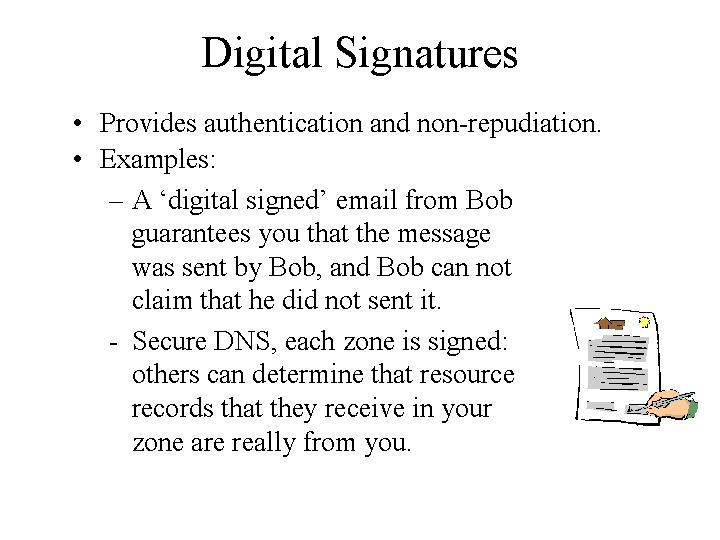 Digital Signatures
• Provides authentication and non-repudiation.
• Examples:
– A ‘digital signed’ email from Bob
guarantees you that the message
was sent by Bob, and Bob can not
claim that he did not sent it.
- Secure DNS, each zone is signed:
others can determine that resource
records that they receive in your
zone are really from you.